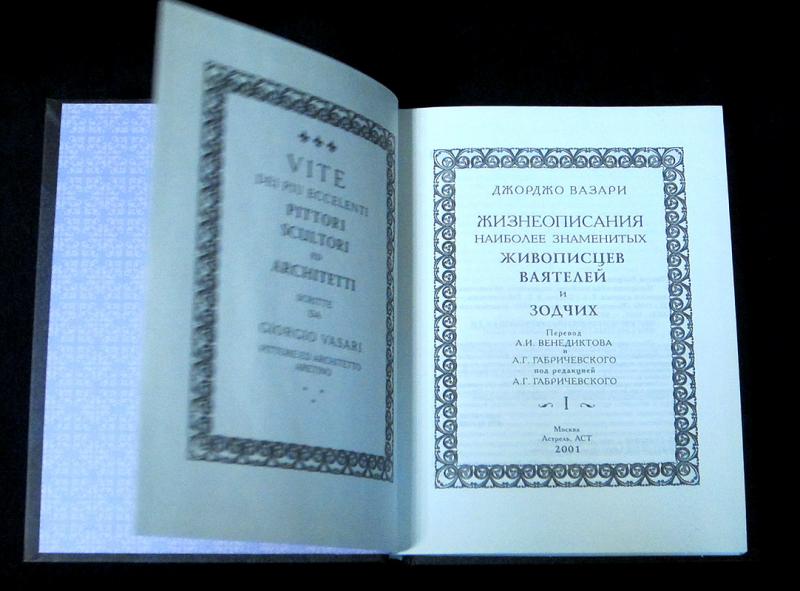 VITE
DEI PIU ECCELENTI
PITTORI
SCULTORI
ED
ARCHITETTI
SCRITTE
DA
GIORGIO VASARI
PITTORE ED ARCHITETTO
ARETINO
ДЖОРДЖО ВАЗАРИ
ЖИЗНЕОПИСАНИЯ
НАИБОЛЕЕ ЗНАМЕНИТЫХ
ЖИВОПИСЦЕВ
ВАЯТЕЛЕЙ
И
ЗОДЧИХ
Перевод
А.И. ВЕНЕДИКТОВА
и
А.Г. ГАБРИЧЕВСКОГО
под редакцией
А.Г. ГАБРИЧЕВСКОГО
I
Москва
Астрель, АСТ
2001